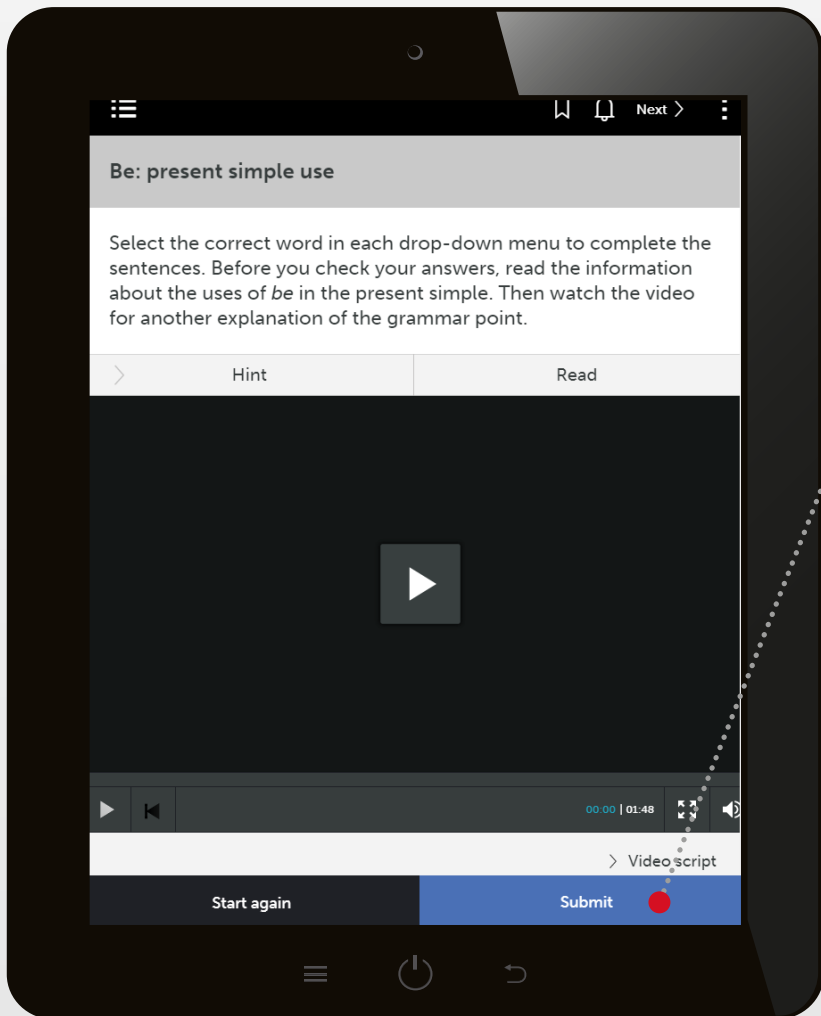 Next
Be: present simple use
Select the correct word in each drop-down menu to complete the
sentences. Before you check your answers, read the information
about the uses of be in the present simple. Then watch the video
for another explanation of the grammar point.
Hint
Read
00:00 | 01:48
Video script
Start again
Submit